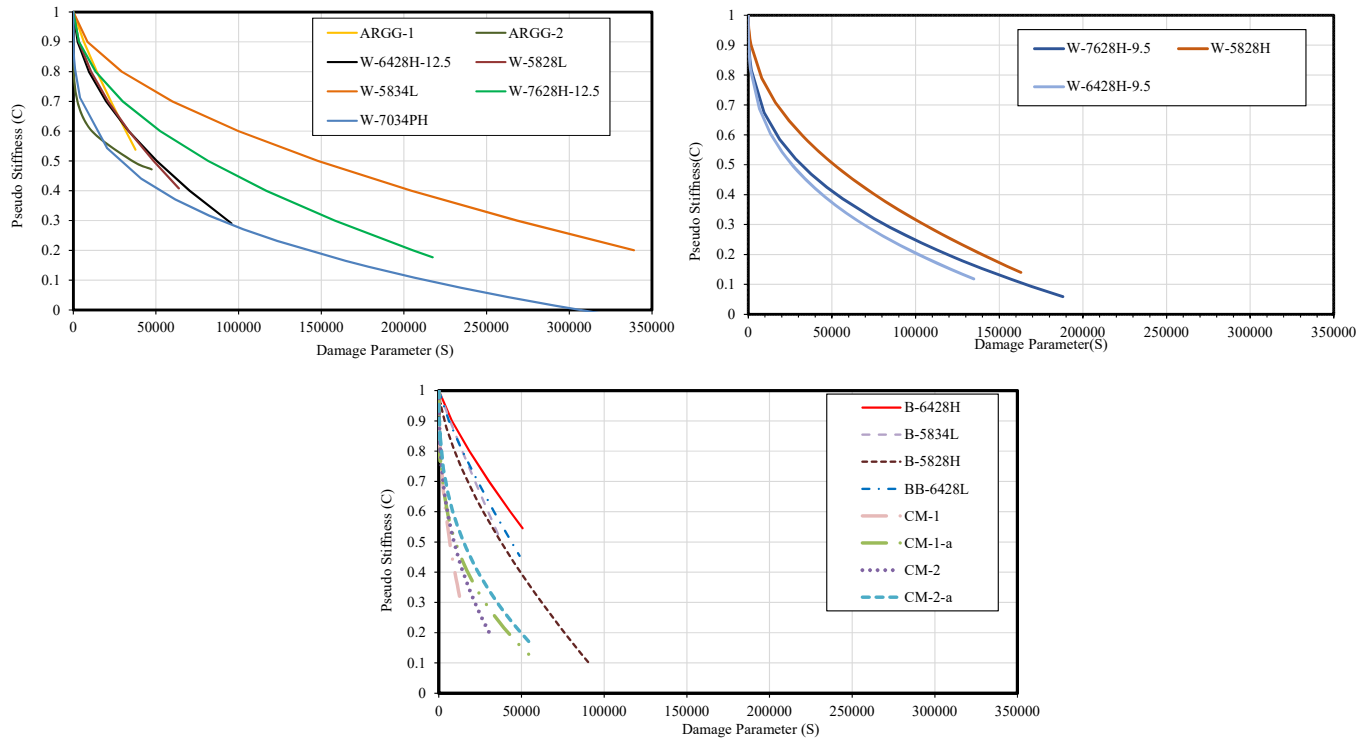 1
0.9
0.8
0.7
0.6
0.5
0.4
0.3
0.2
0.1
0
Pseudo Stiffness (C)
ARGG-1 ARGG-2
W-6428H-12.5 W-5828L
W-5834L W-7628H-12.5
W-7034PH
0 50000 100000 150000 200000 250000 300000 350000
Damage Parameter (S)
1
0.9
0.8
0.7
0.6
0.5
0.4
0.3
0.2
0.1
0
Pseudo Stiffness(C)
W-7628H-9.5 W-5828H
W-6428H-9.5
0 50000 100000 150000 200000 250000 300000 350000
Damage Parameter(S)
1
0.9
0.8
0.7
0.6
0.5
0.4
0.3
0.2
0.1
0
Pseudo Stiffness (C)
B-6428H
B-5834L
B-5828H
BB-6428L
CM-1
CM-1-a
CM-2
CM-2-a
0 50000 100000 150000 200000 250000 300000 350000
Damage Parameter (S)